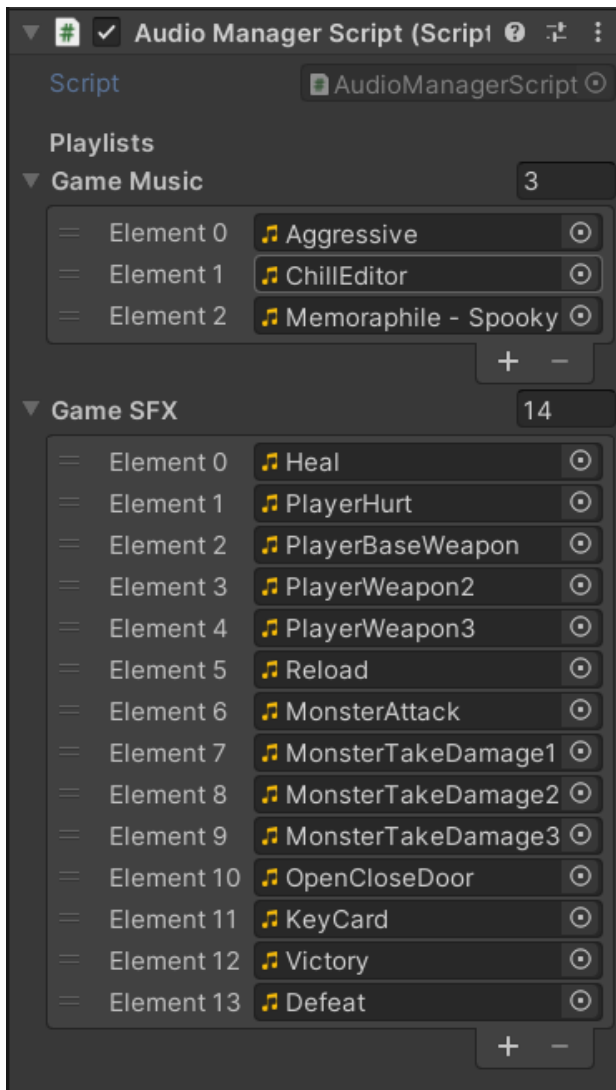 Audio Manager Script (Script
Script AudioManagerScript
Playlists
Game Music 3
Element 0 Aggressive
Element 1 ChillEditor
Element 2 Memoraphile - Spooky
+ −
Game SFX 14
Element 0 Heal
Element 1 PlayerHurt
Element 2 PlayerBaseWeapon
Element 3 PlayerWeapon2
Element 4 PlayerWeapon3
Element 5 Reload
Element 6 MonsterAttack
Element 7 MonsterTakeDamage1
Element 8 MonsterTakeDamage2
Element 9 MonsterTakeDamage3
Element 10 OpenCloseDoor
Element 11 KeyCard
Element 12 Victory
Element 13 Defeat
+ −